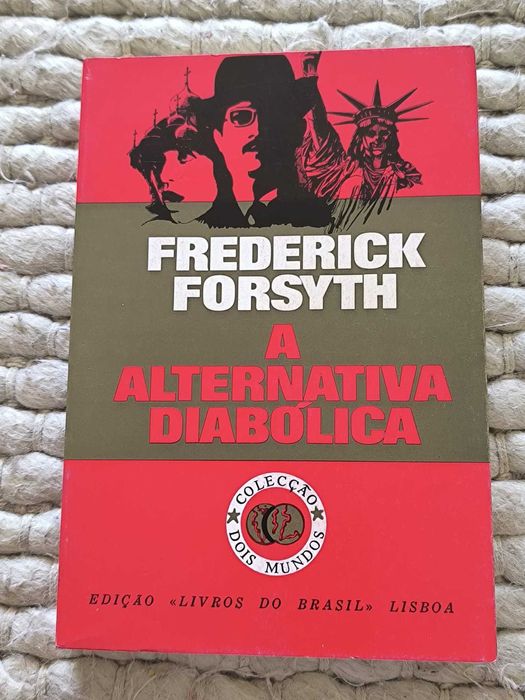 FREDERICK
FORSYTH
A
ALTERNATIVA
DIABÓLICA
COLECÇÃO
DOIS MUNDOS
EDIÇÃO «LIVROS DO BRASIL» LISBOA